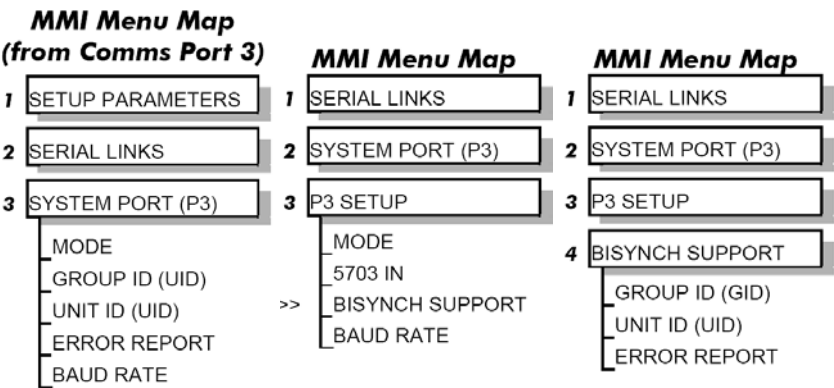 MMI Menu Map
(from Comms Port 3)
1 SETUP PARAMETERS
2 SERIAL LINKS
3 SYSTEM PORT (P3)
MODE
GROUP ID (UID)
UNIT ID (UID)
ERROR REPORT
BAUD RATE
MMI Menu Map
1 SERIAL LINKS
2 SYSTEM PORT (P3)
3 P3 SETUP
MODE
5703 IN
>> BISYNCH SUPPORT
BAUD RATE
MMI Menu Map
1 SERIAL LINKS
2 SYSTEM PORT (P3)
3 P3 SETUP
4 BISYNCH SUPPORT
GROUP ID (GID)
UNIT ID (UID)
ERROR REPORT